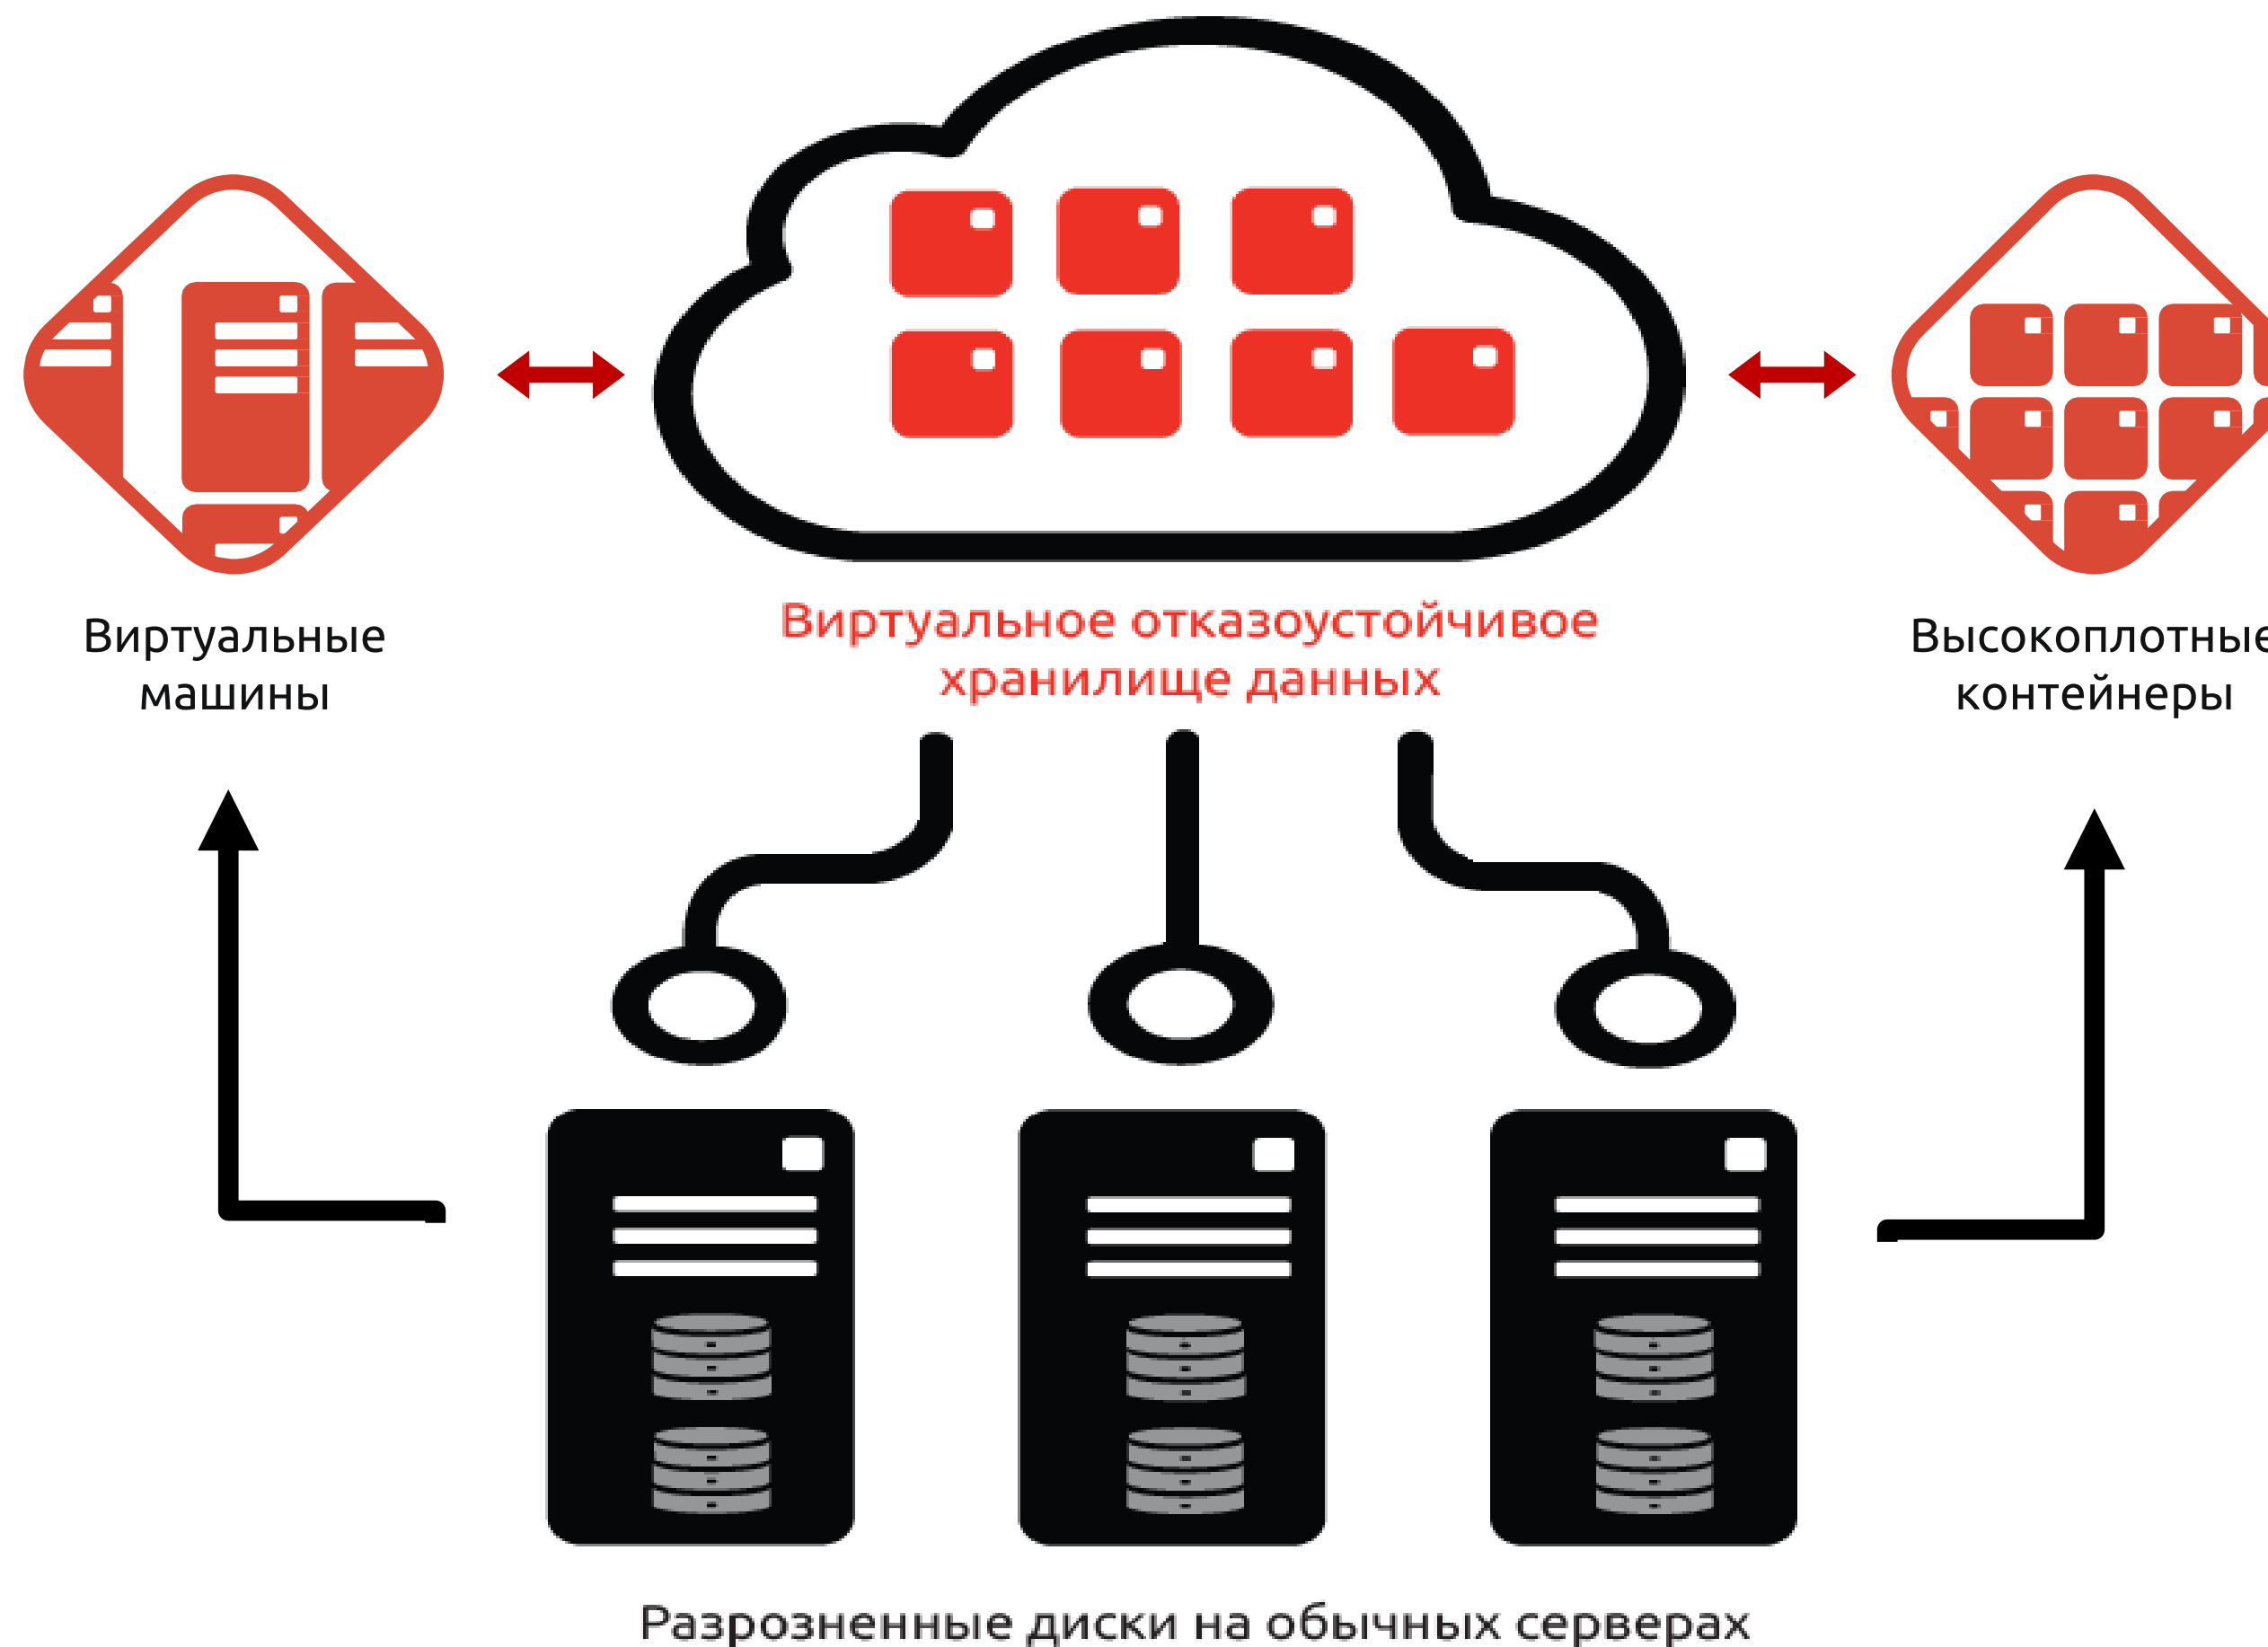 Виртуальные
машины
Виртуальное отказоустойчивое
хранилище данных
Высокоплотные
контейнеры
Разрозненные диски на обычных серверах